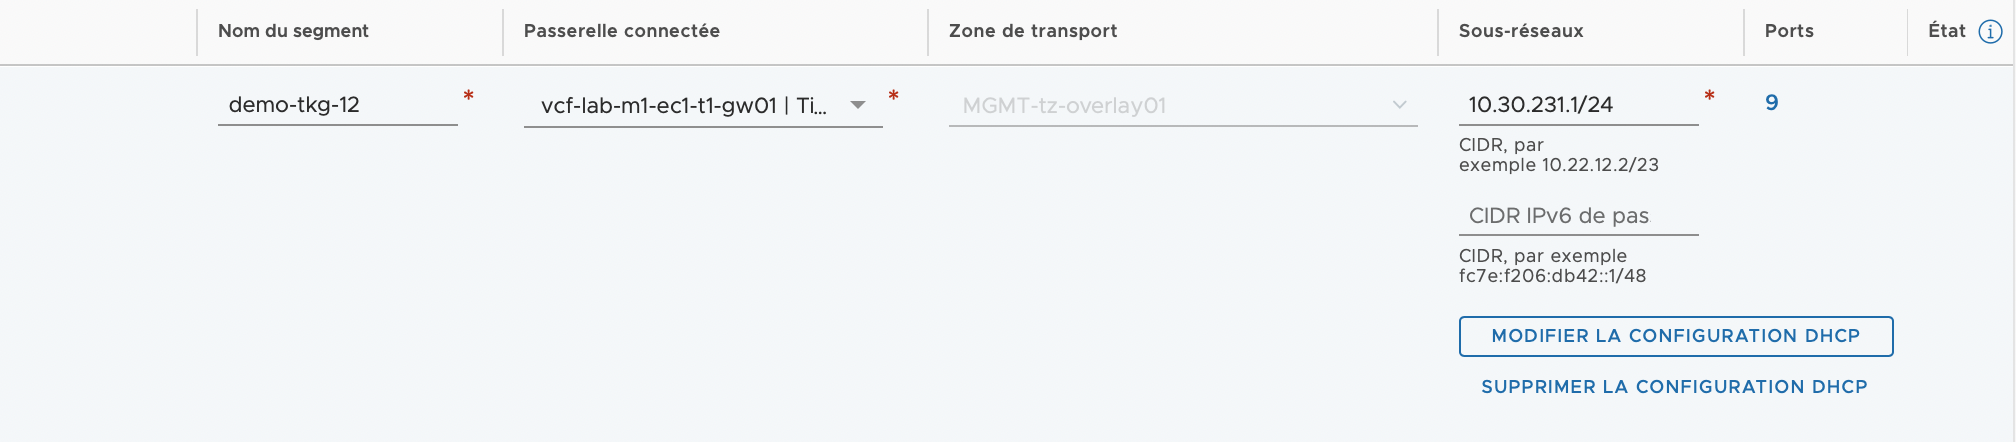 Nom du segment
Passerelle connectée
Zone de transport
Sous-réseaux
Ports
État
demo-tkg-12 *
vcf-lab-m1-ec1-t1-gw01 | Ti... *
MGMT-tz-overlay01
10.30.231.1/24 *
9
CIDR, par
exemple 10.22.12.2/23
CIDR IPv6 de pas
CIDR, par exemple
fc7e:f206:db42::1/48
MODIFIER LA CONFIGURATION DHCP
SUPPRIMER LA CONFIGURATION DHCP